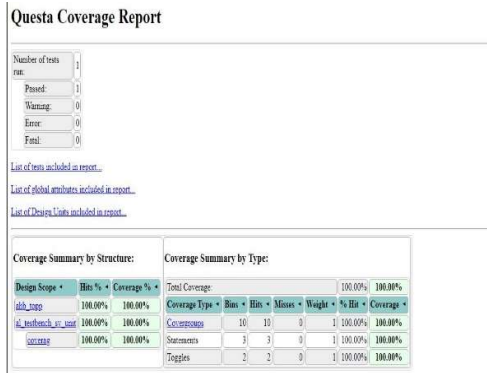 Questa Coverage Report
Number of tests run: 1
Passed: 1
Warning: 0
Error: 0
Fatal: 0
List of tests included in report...
List of global attributes included in report...
List of Design Units included in report...
Coverage Summary by Structure:
Design Scope Hits % Coverage %
ahb_topp 100.00% 100.00%
al_testbench_sv_unit 100.00% 100.00%
coverag 100.00% 100.00%
Coverage Summary by Type:
Total Coverage: 100.00% 100.00%
Coverage Type Bins Hits Misses Weight % Hit Coverage
Covergroups 10 10 0 1 100.00% 100.00%
Statements 3 3 0 1 100.00% 100.00%
Toggles 2 2 0 1 100.00% 100.00%